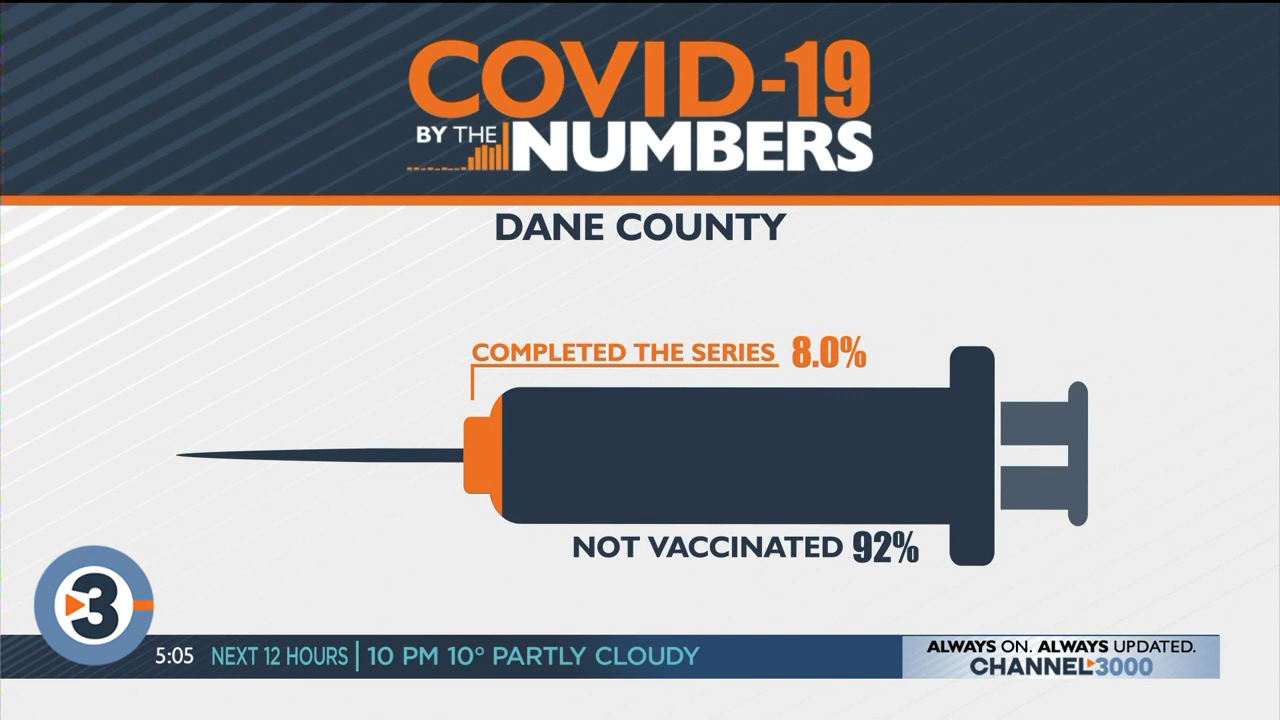 COVID-19
BY THE NUMBERS
DANE COUNTY
COMPLETED THE SERIES 8.0%
NOT VACCINATED 92%
3
5:05 NEXT 12 HOURS | 10 PM 10° PARTLY CLOUDY
ALWAYS ON. ALWAYS UPDATED.
CHANNEL3000